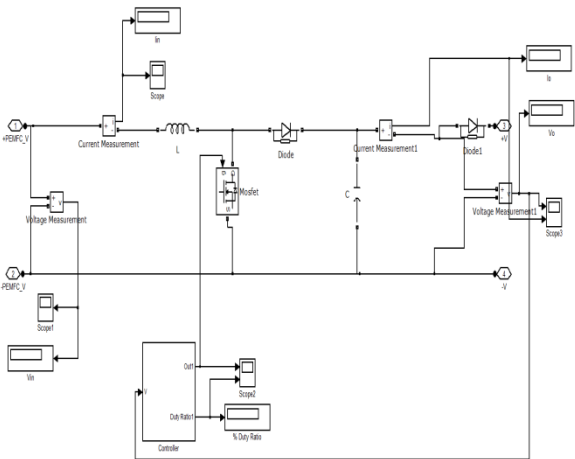 Iin
Scope
Io
1
+PEMFC_V
+
-
i
Current Measurement
L
Diode
+
-
i
Current Measurement1
Diode1
3
+V
Vo
g
D
S
Mosfet
C
+
-
v
Voltage Measurement
+
-
v
Voltage Measurement1
Scope3
2
-PEMFC_V
4
-V
Scope1
Vin
V
Out1
Duty Ratio1
Controller
Scope2
% Duty Ratio